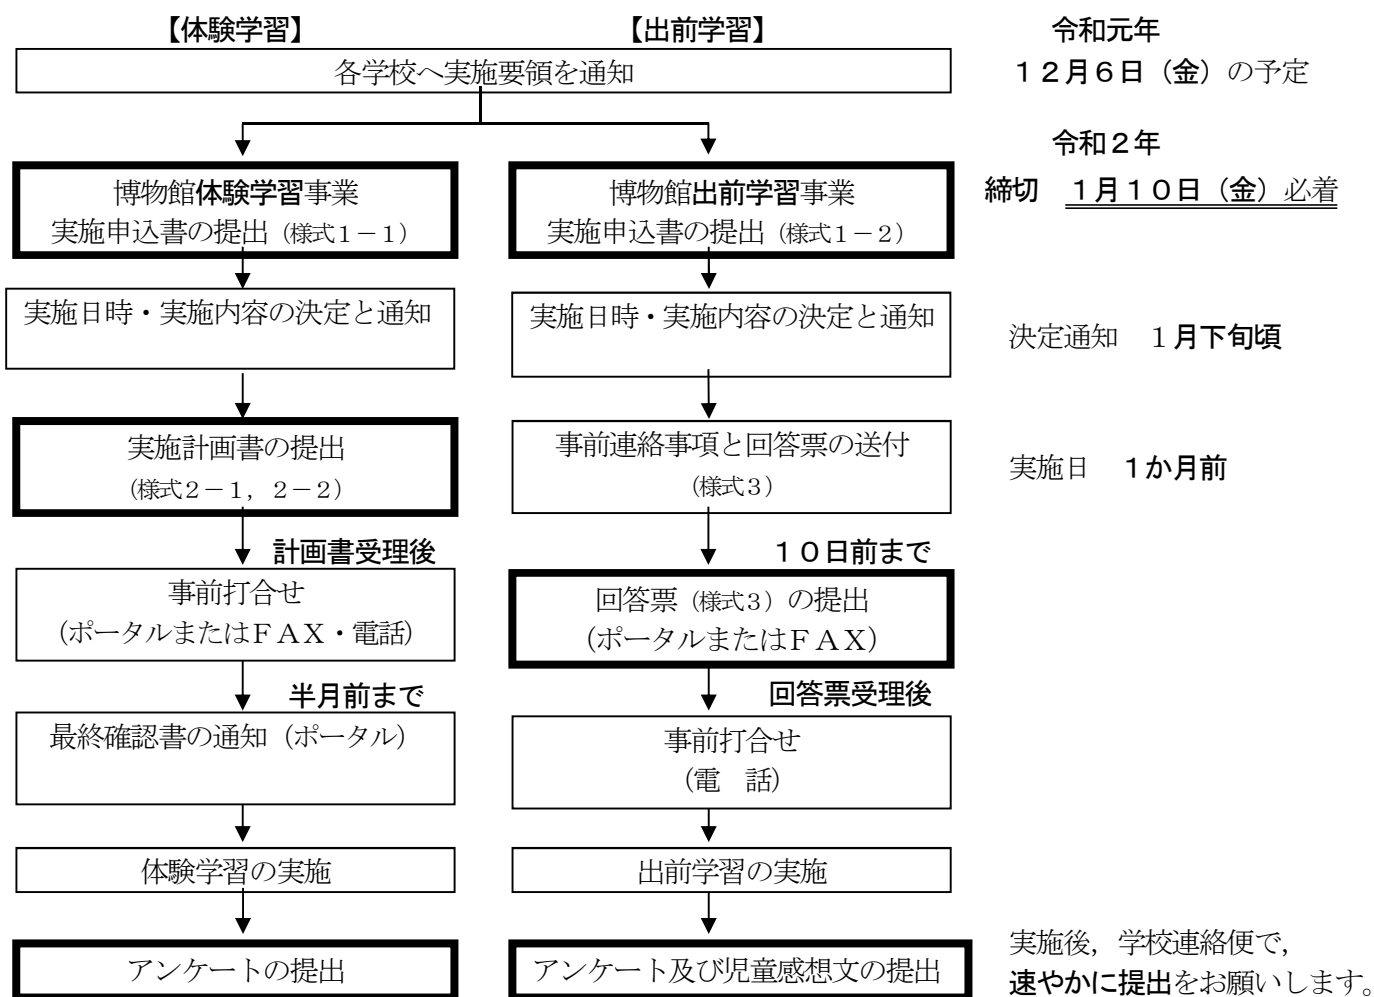 【体験学習】 【出前学習】 令和元年
各学校へ実施要領を通知 12月6日（金）の予定
令和2年
博物館体験学習事業 博物館出前学習事業 締切 1月10日（金）必着
実施申込書の提出（様式1－1） 実施申込書の提出（様式1－2）
実施日時・実施内容の決定と通知 実施日時・実施内容の決定と通知 決定通知 1月下旬頃
実施計画書の提出 事前連絡事項と回答票の送付 実施日 1か月前
（様式2－1，2－2） （様式3）
計画書受理後 10日前まで
事前打合せ 回答票（様式3）の提出
（ポータルまたはFAX・電話） （ポータルまたはFAX）
半月前まで 回答票受理後
最終確認書の通知（ポータル） 事前打合せ
（電 話）
体験学習の実施 出前学習の実施
実施後，学校連絡便で，
アンケートの提出 アンケート及び児童感想文の提出 速やかに提出をお願いします。